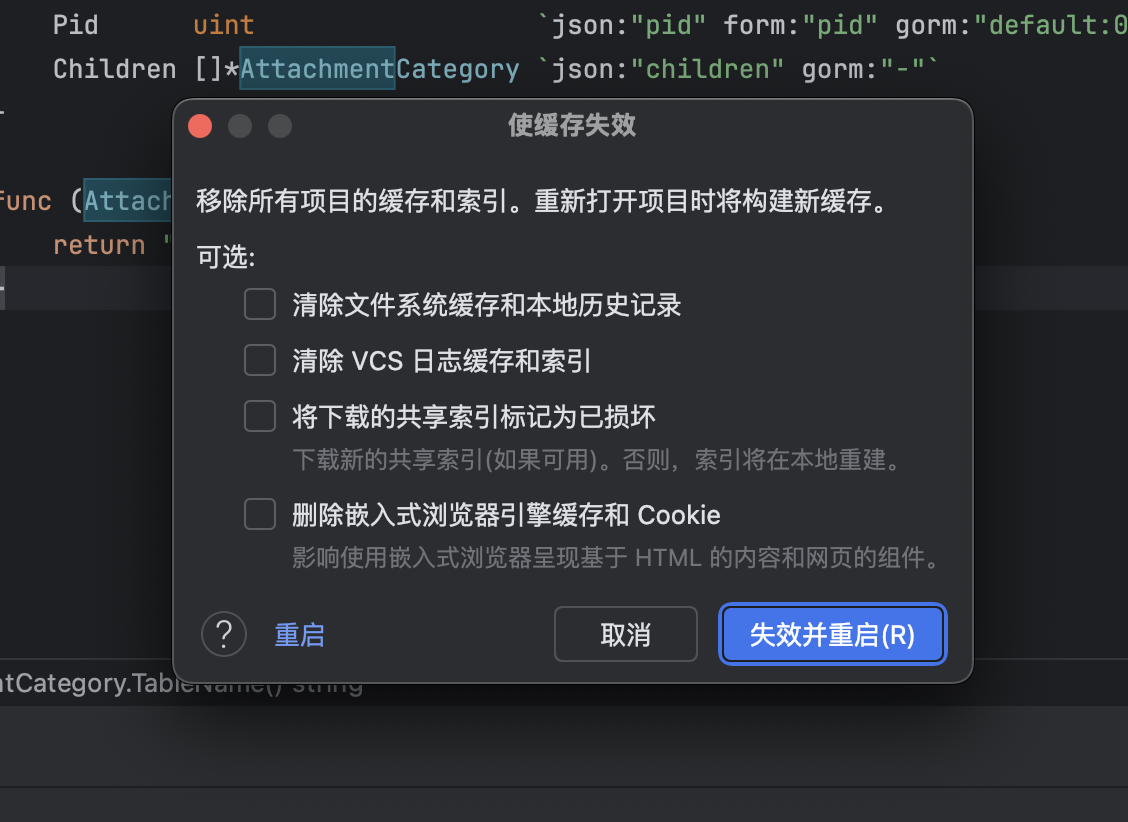 Pid uint `json:"pid" form:"pid" gorm:"default:0
Children []*AttachmentCategory `json:"children" gorm:"-"`
使缓存失效
移除所有项目的缓存和索引。重新打开项目时将构建新缓存。
func (Attach
return "
可选:
清除文件系统缓存和本地历史记录
清除 VCS 日志缓存和索引
将下载的共享索引标记为已损坏
下载新的共享索引(如果可用)。否则，索引将在本地重建。
删除嵌入式浏览器引擎缓存和 Cookie
影响使用嵌入式浏览器呈现基于 HTML 的内容和网页的组件。
? 重启 取消 失效并重启(R)
ntCategory.TableName() string